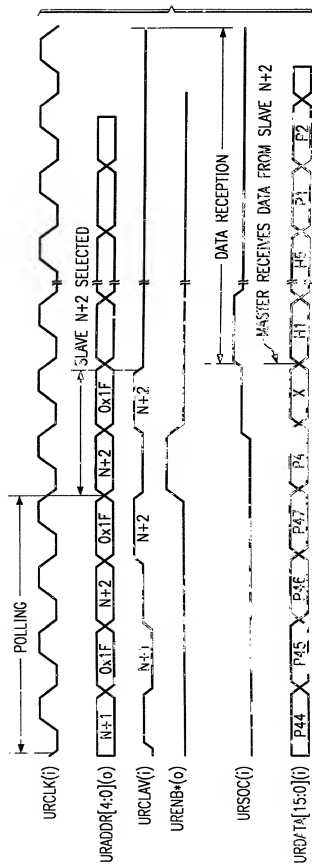 POLLING
SLAVE N+2 SELECTED
URCLK(i)
URADDR[4:0](o) N+1 0x1F N+2 0x1F N+2 0x1F
URCLAV(i) N+1 N+2 N+2
URENB*(o)
DATA RECEPTION
URSOC(i)
MASTER RECEIVES DATA FROM SLAVE N+2
URDATA[15:0](i) P44 P45 P46 P47 P4 X H1 H5 P1 P2